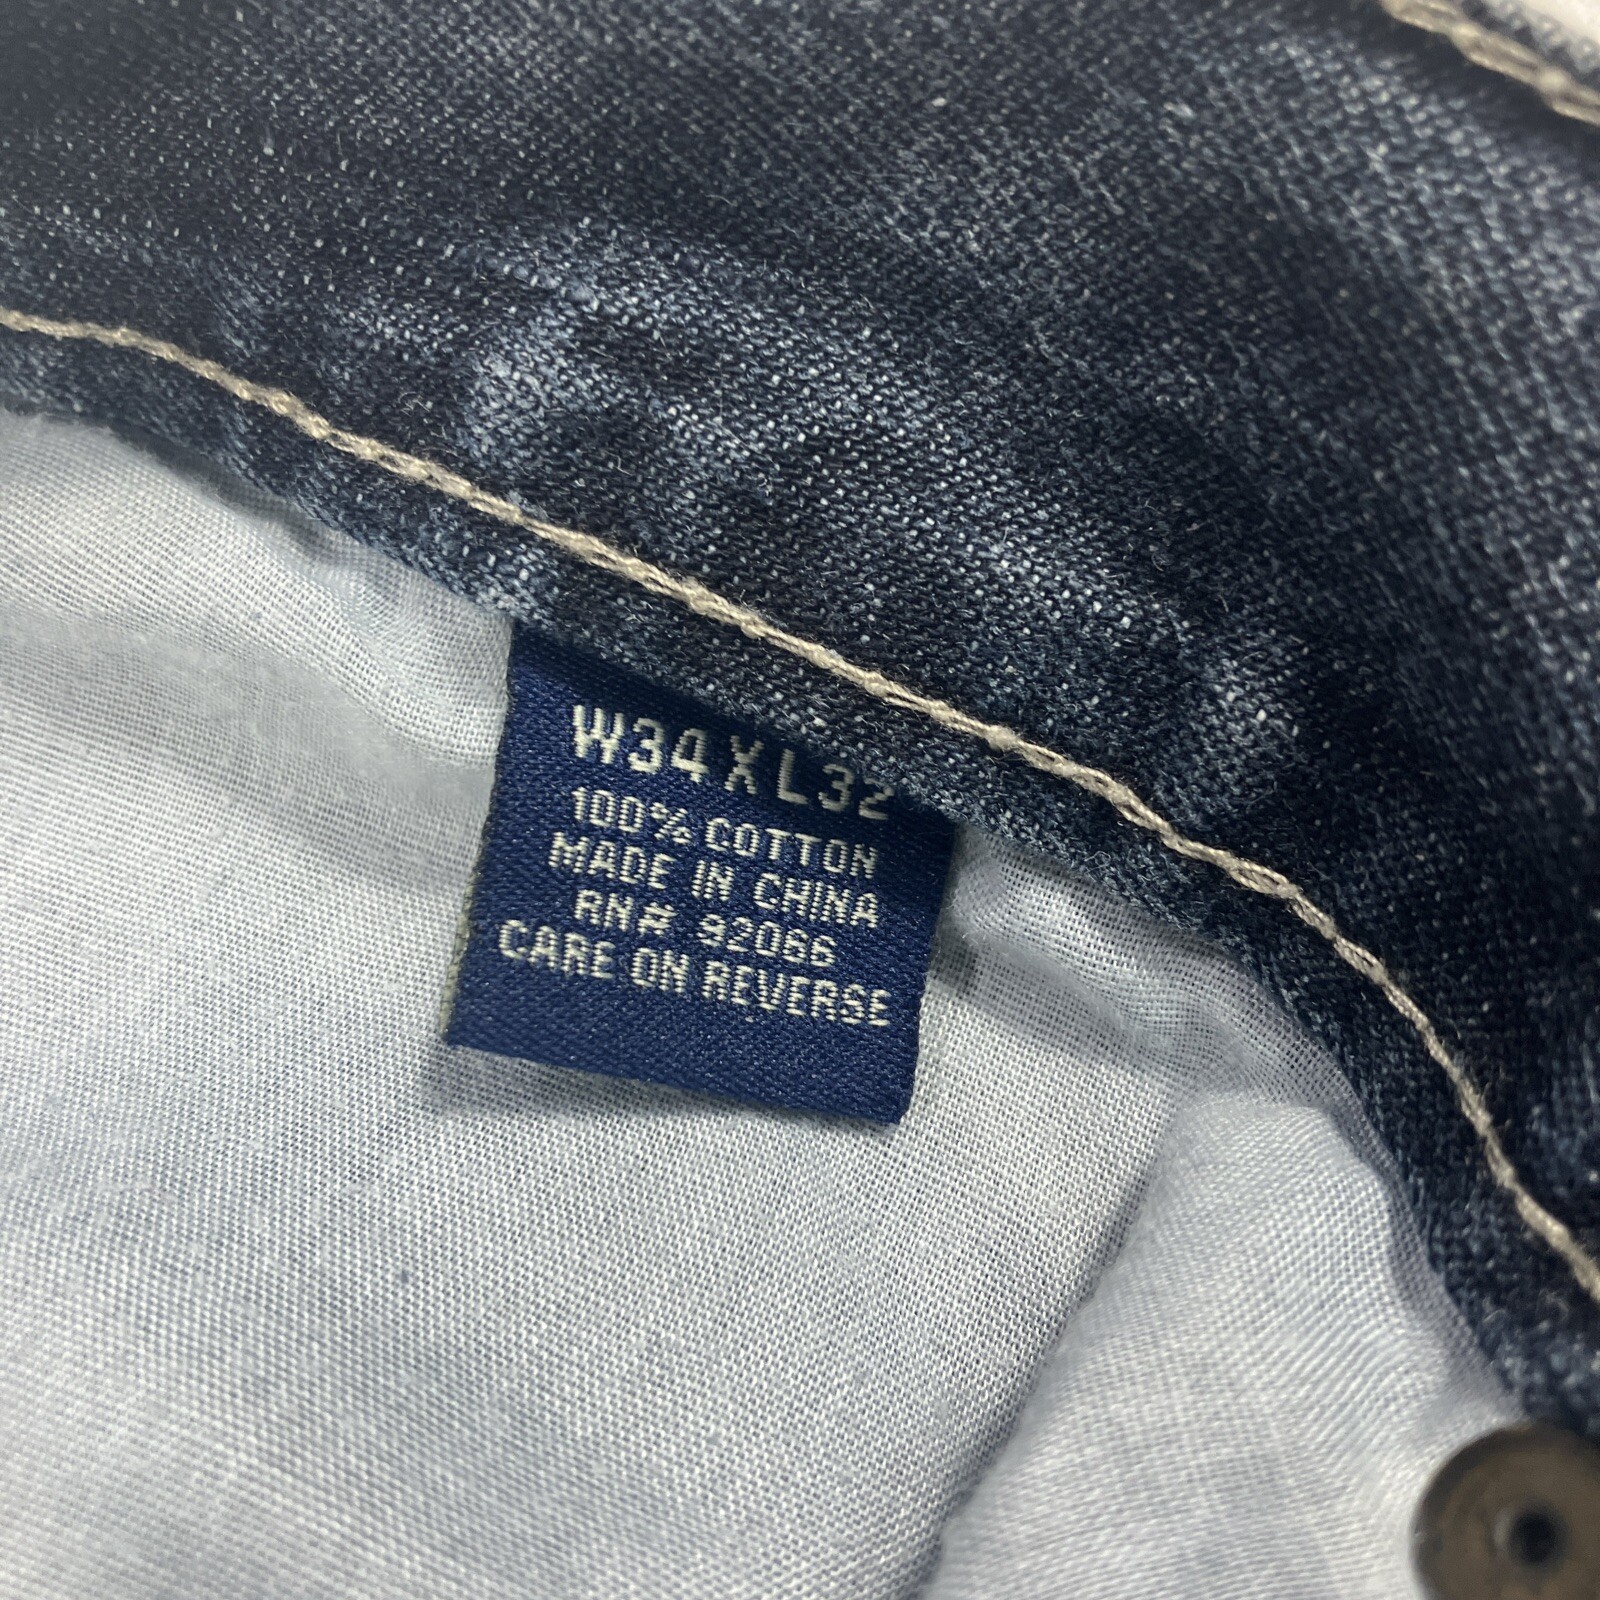 W34 X L32
100% COTTON
MADE IN CHINA
RN# 92066
CARE ON REVERSE